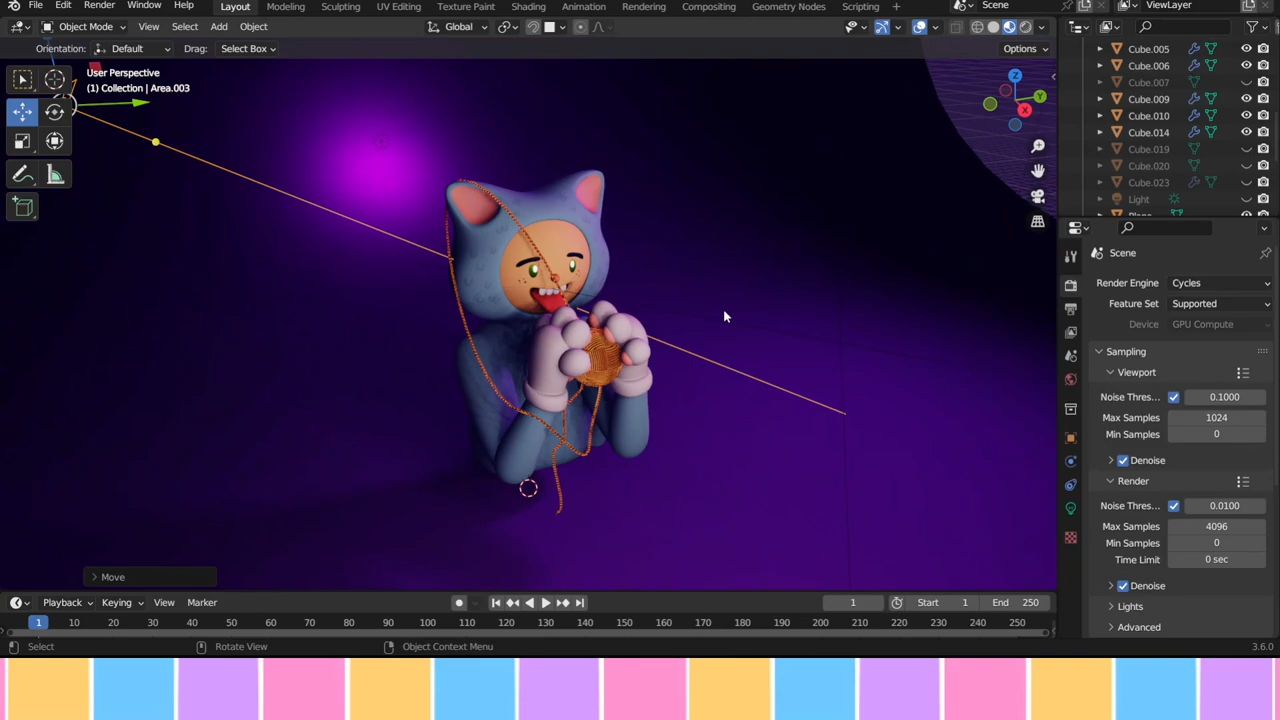 File Edit Render Window Help Layout Modeling Sculpting UV Editing Texture Paint Shading Animation Rendering Compositing Geometry Nodes Scripting + Scene ViewLayer
Object Mode View Select Add Object Global Options
Orientation: Default Drag: Select Box
User Perspective
(1) Collection | Area.003
Z
Y
X
Cube.005
Cube.006
Cube.007
Cube.009
Cube.010
Cube.014
Cube.019
Cube.020
Cube.023
Light
Plane
Scene
Render Engine Cycles
Feature Set Supported
Device GPU Compute
Sampling
Viewport
Noise Thres... 0.1000
Max Samples 1024
Min Samples 0
Denoise
Render
Noise Thres... 0.0100
Max Samples 4096
Min Samples 0
Time Limit 0 sec
Denoise
Lights
Advanced
Move
Playback Keying View Marker 1 Start 1 End 250
1 10 20 30 40 50 60 70 80 90 100 110 120 130 140 150 160 170 180 190 200 210 220 230 240 250
Select Rotate View Object Context Menu 3.6.0